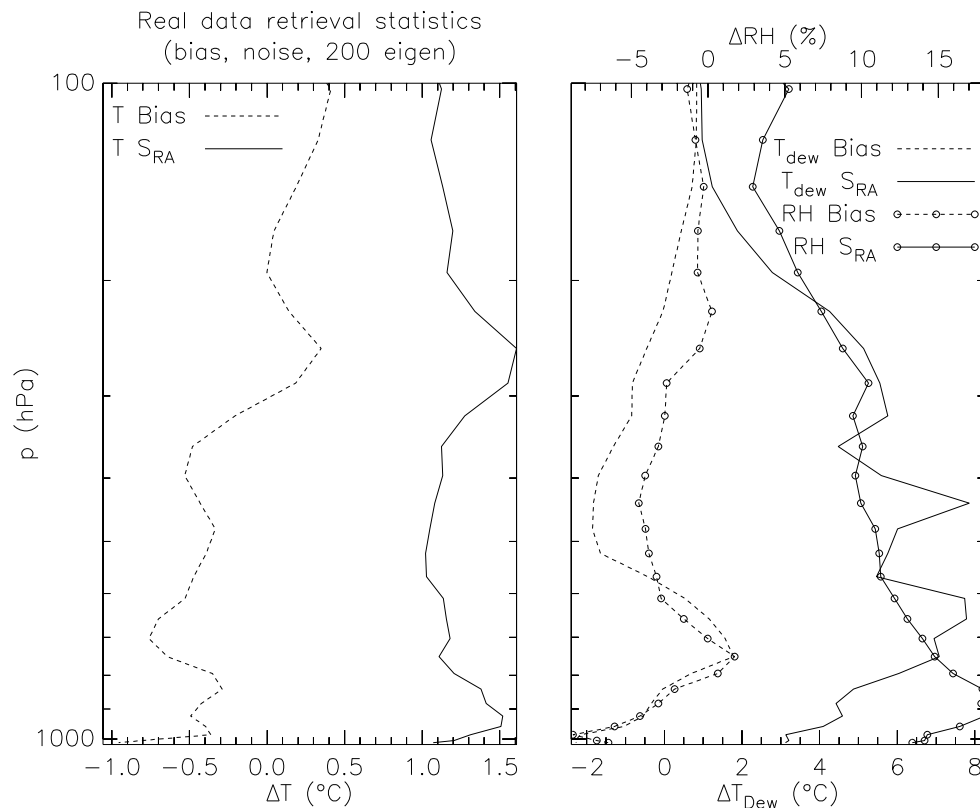 Real data retrieval statistics
(bias, noise, 200 eigen)
ΔRH (%)
-5 0 5 10 15
100
T Bias
T S_RA
T_dew Bias
T_dew S_RA
RH Bias
RH S_RA
p (hPa)
1000
-1.0 -0.5 0.0 0.5 1.0 1.5
-2 0 2 4 6 8
ΔT (°C)
ΔT_Dew (°C)